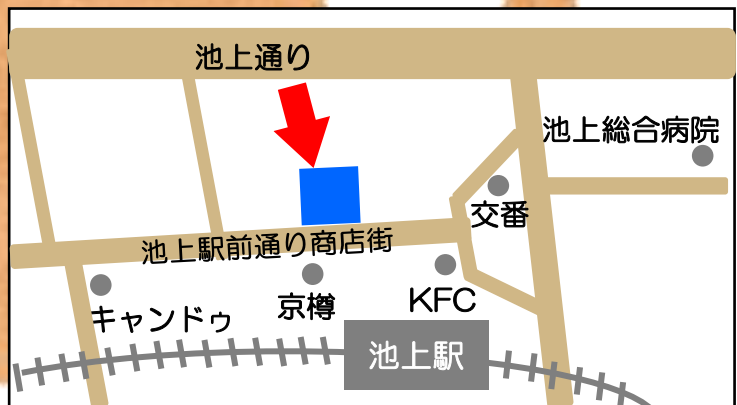 池上通り
池上総合病院
交番
池上駅前通り商店街
キャンドゥ
京樽
KFC
池上駅